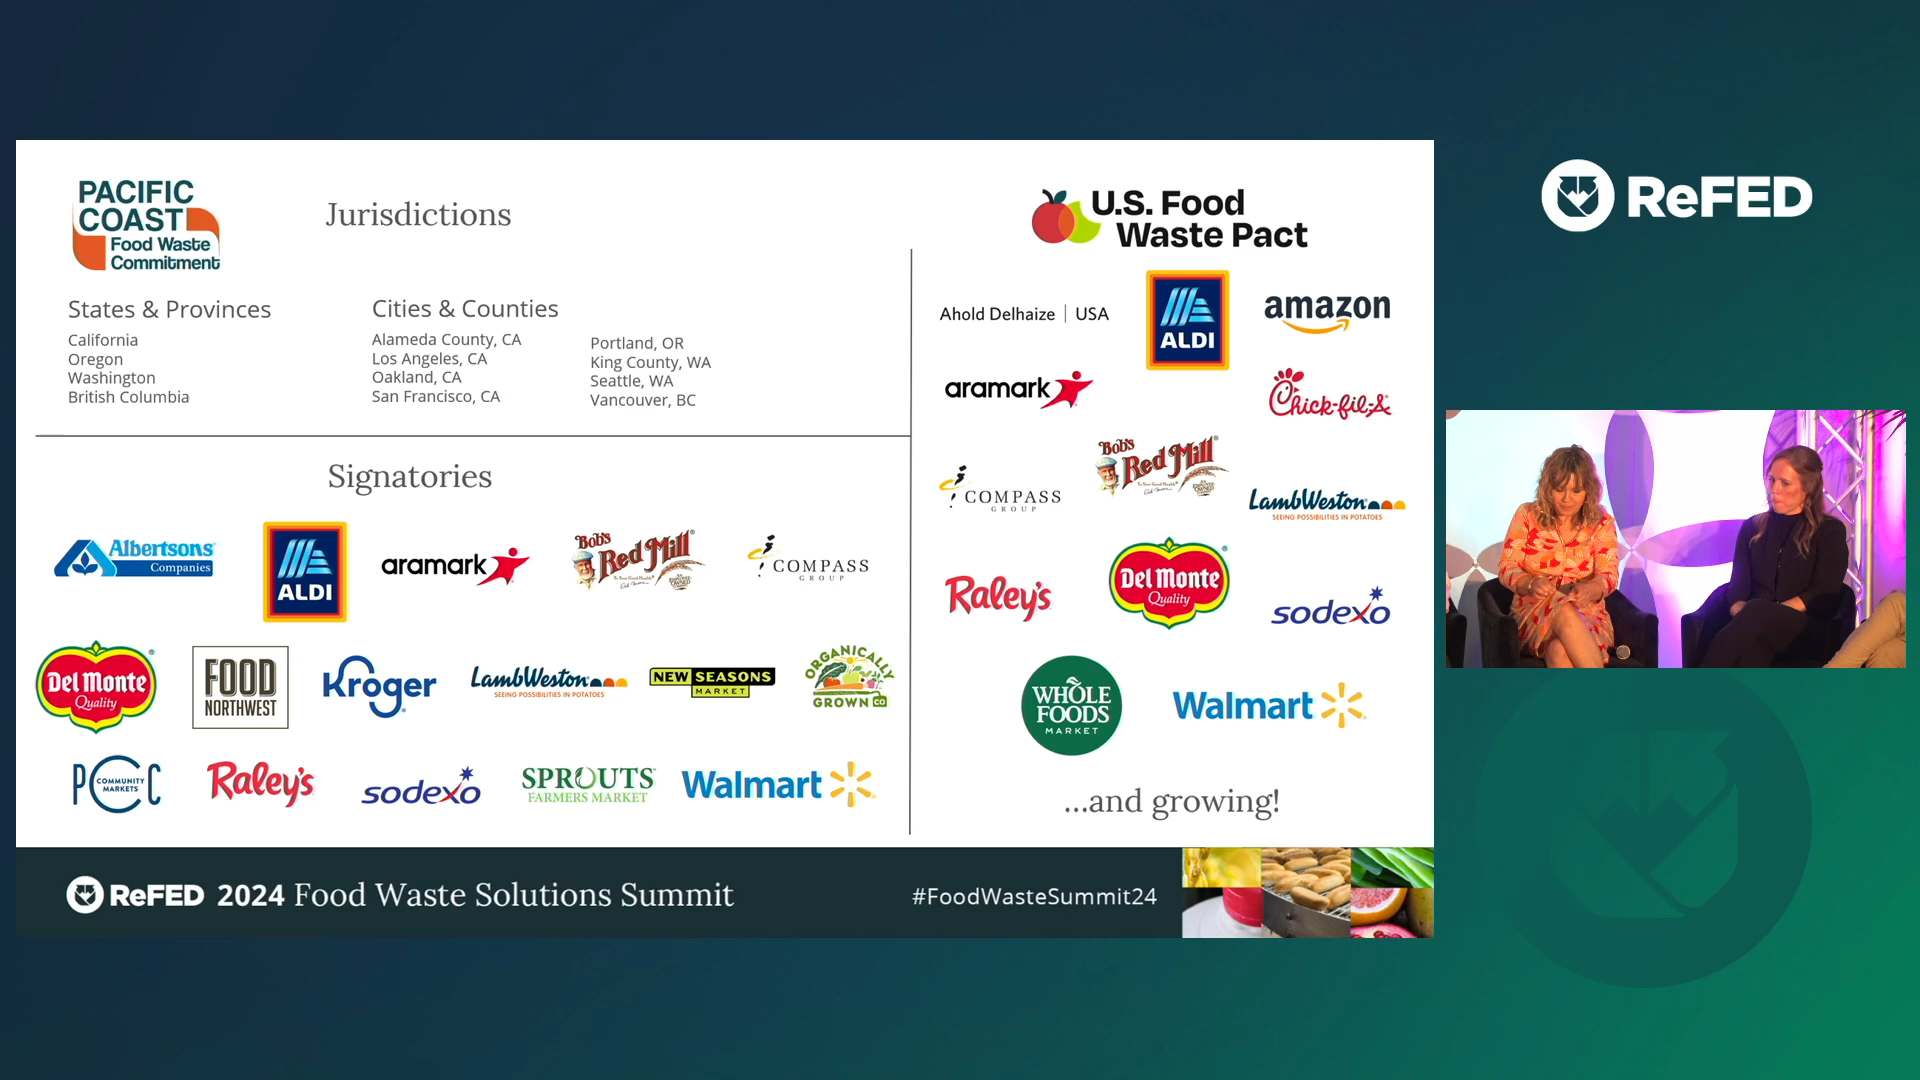 PACIFIC
COAST
Food Waste
Commitment
Jurisdictions
States & Provinces
California
Oregon
Washington
British Columbia
Cities & Counties
Alameda County, CA
Los Angeles, CA
Oakland, CA
San Francisco, CA
Portland, OR
King County, WA
Seattle, WA
Vancouver, BC
Signatories
Albertsons®
Companies
ALDI
aramark
Bob's
Red Mill®
COMPASS
GROUP
Del Monte®
Quality
FOOD
NORTHWEST
Kroger
LambWeston®
SEEING POSSIBILITIES IN POTATOES
NEW SEASONS
MARKET
ORGANICALLY
GROWN CO
PCC
COMMUNITY
MARKETS
Raley's
sodexo
SPROUTS
FARMERS MARKET
Walmart
U.S. Food
Waste Pact
Ahold Delhaize | USA
ALDI
amazon
aramark
Chick-fil-A
COMPASS
GROUP
Bob's
Red Mill®
LambWeston®
SEEING POSSIBILITIES IN POTATOES
Raley's
Del Monte®
Quality
sodexo
WHOLE
FOODS
MARKET
Walmart
...and growing!
ReFED 2024 Food Waste Solutions Summit
#FoodWasteSummit24
ReFED